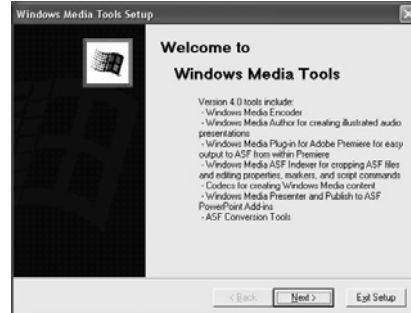 Windows Media Tools Setup
Welcome to
Windows Media Tools
Version 4.0 tools include:
- Windows Media Encoder
- Windows Media Author for creating illustrated audio
presentations
- Windows Media Plug-in for Adobe Premiere for easy
output to ASF from within Premiere
- Windows Media ASF Indexer for cropping ASF files
and editing properties, markers, and script commands
- Codecs for creating Windows Media content
- Windows Media Presenter and Publish to ASF
PowerPoint Add-ins
- ASF Conversion Tools
< Back Next > Exit Setup